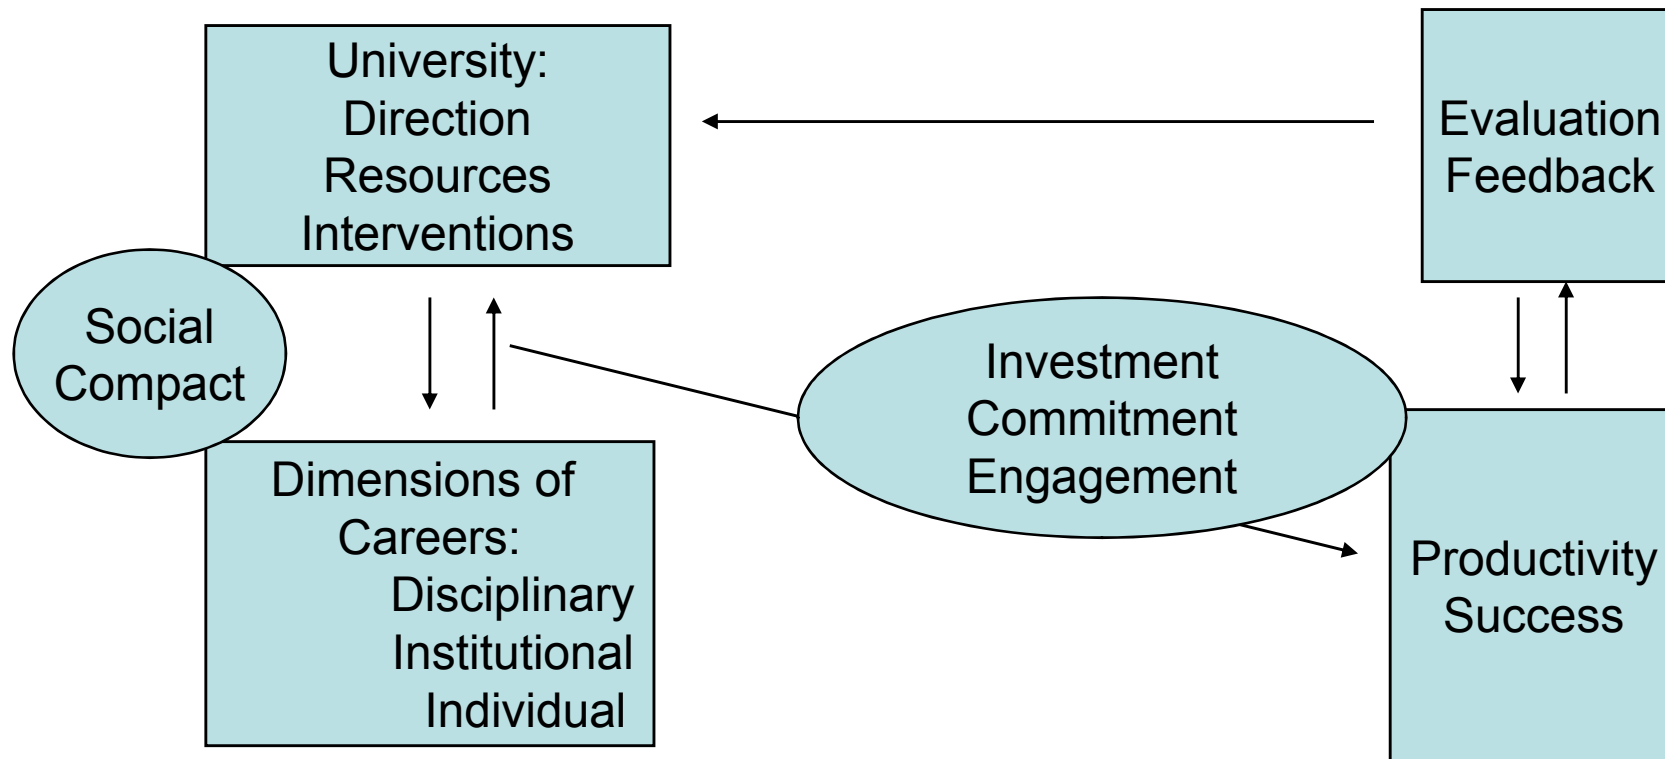 University:
Direction
Resources
Interventions
Evaluation
Feedback
Social
Compact
Investment
Commitment
Engagement
Dimensions of
Careers:
Disciplinary
Institutional
Individual
Productivity
Success